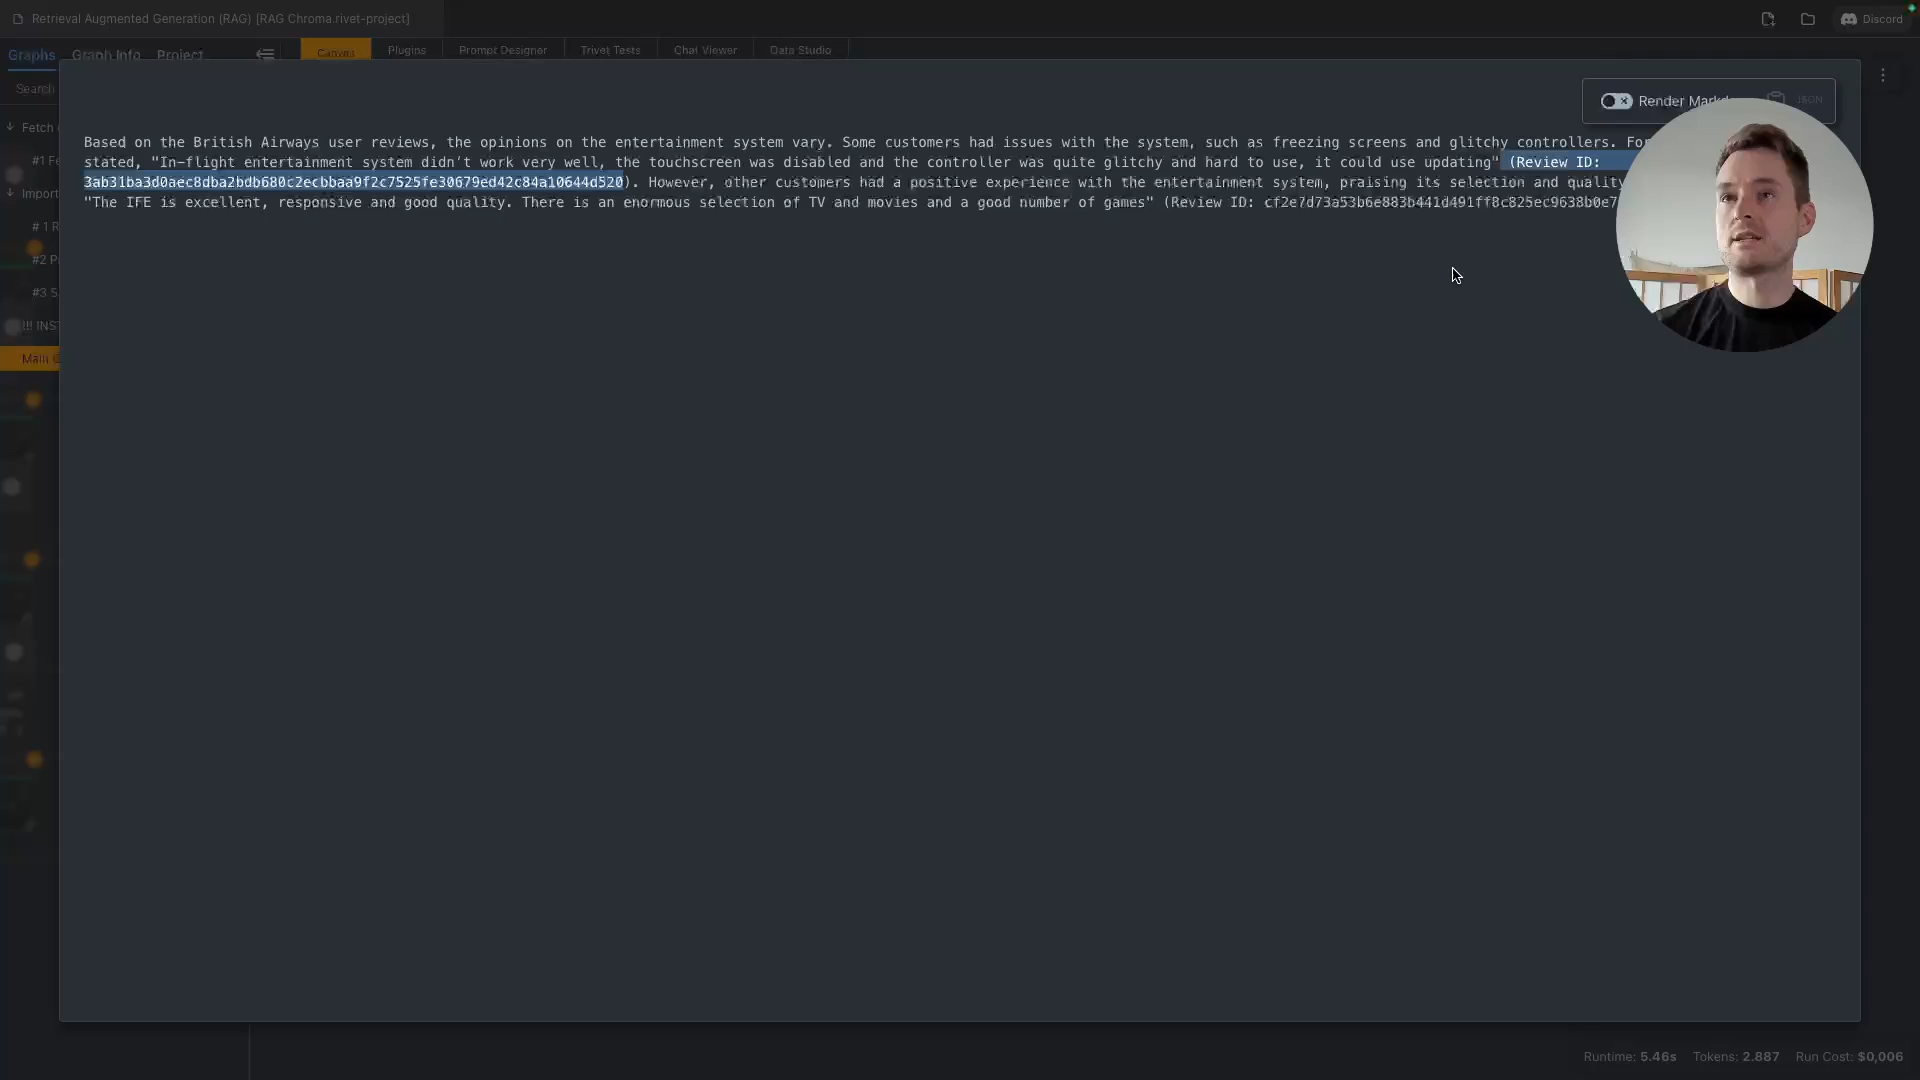 Retrieval Augmented Generation (RAG) [RAG Chroma.rivet-project]
Discord
Graphs Graph Info Project
Canvas Plugins Prompt Designer Trivet Tests Chat Viewer Data Studio
Search
Render JSON
Fetch
Based on the British Airways user reviews, the opinions on the entertainment system vary. Some customers had issues with the system, such as freezing screens and glitchy controllers. For
stated, "In-flight entertainment system didn't work very well, the touchscreen was disabled and the controller was quite glitchy and hard to use, it could use updating" (Review ID:
3ab31ba3d0aec8dba2bdb680c2ecbbaa9f2c7525fe30679ed42c84a10644d520). However, other customers had a positive experience with the entertainment system, praising its selection and quality
"The IFE is excellent, responsive and good quality. There is an enormous selection of TV and movies and a good number of games" (Review ID:
#1
Import
#1
#2
#3
!!!
Main
Runtime: 5.46s Tokens: 2.887 Run Cost: $0,006